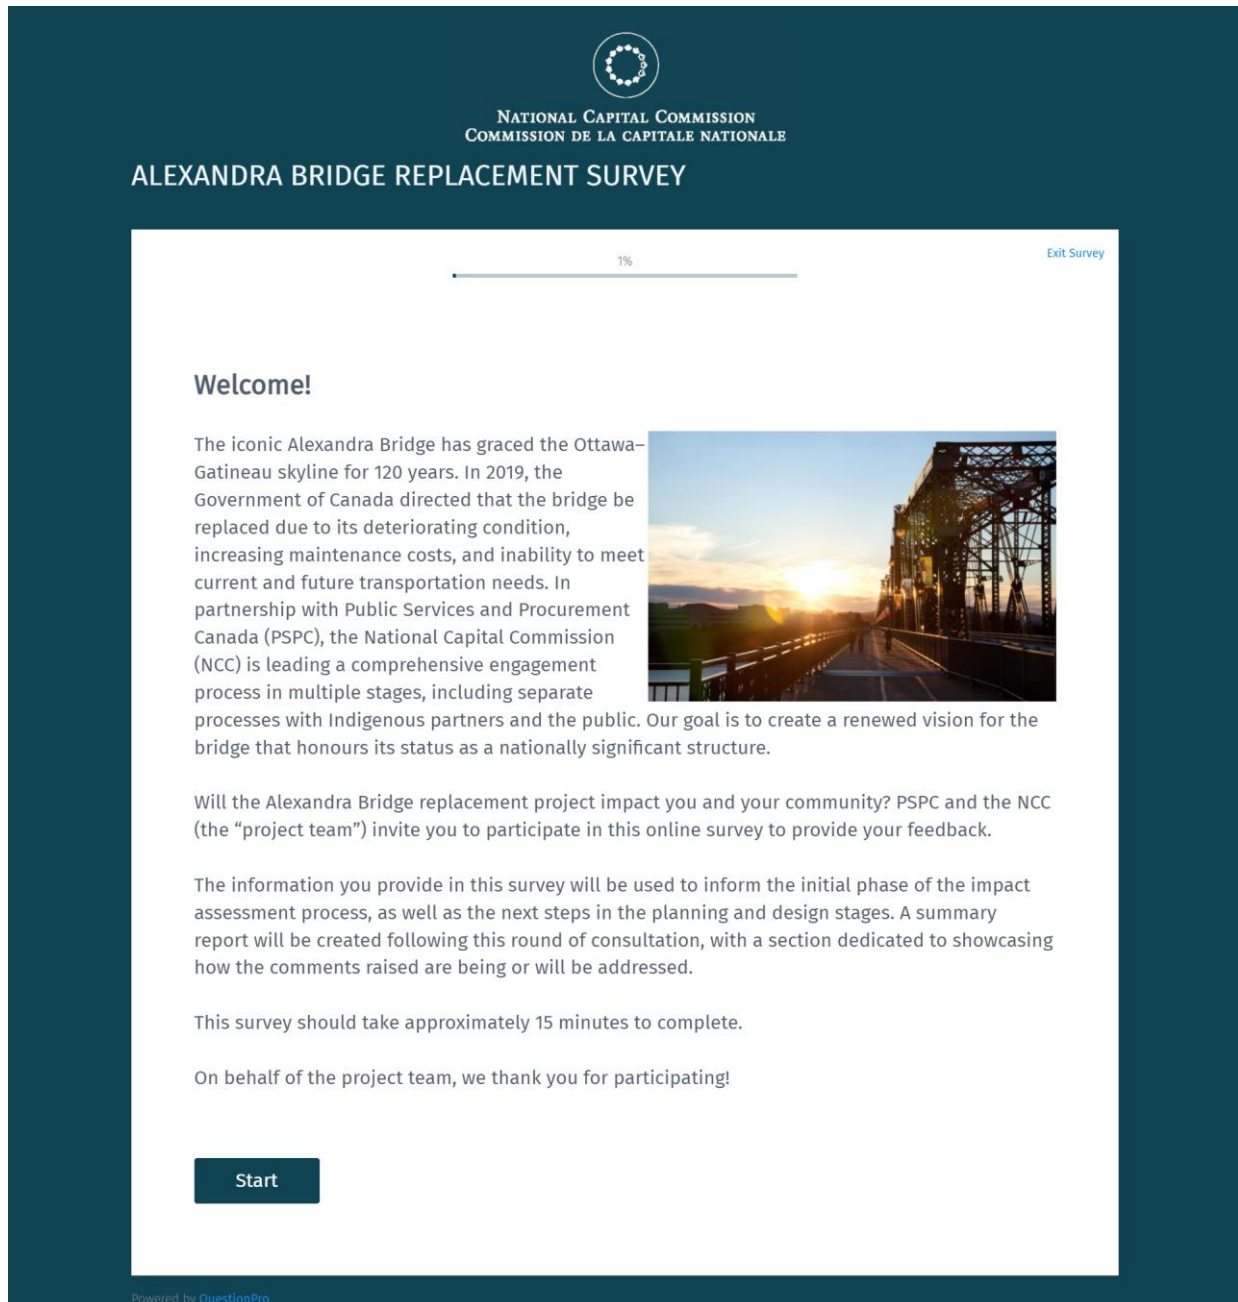 NATIONAL CAPITAL COMMISSION
COMMISSION DE LA CAPITALE NATIONALE
ALEXANDRA BRIDGE REPLACEMENT SURVEY
1%
Exit Survey
Welcome!
The iconic Alexandra Bridge has graced the Ottawa–
Gatineau skyline for 120 years. In 2019, the
Government of Canada directed that the bridge be
replaced due to its deteriorating condition,
increasing maintenance costs, and inability to meet
current and future transportation needs. In
partnership with Public Services and Procurement
Canada (PSPC), the National Capital Commission
(NCC) is leading a comprehensive engagement
process in multiple stages, including separate
processes with Indigenous partners and the public. Our goal is to create a renewed vision for the
bridge that honours its status as a nationally significant structure.
Will the Alexandra Bridge replacement project impact you and your community? PSPC and the NCC
(the “project team”) invite you to participate in this online survey to provide your feedback.
The information you provide in this survey will be used to inform the initial phase of the impact
assessment process, as well as the next steps in the planning and design stages. A summary
report will be created following this round of consultation, with a section dedicated to showcasing
how the comments raised are being or will be addressed.
This survey should take approximately 15 minutes to complete.
On behalf of the project team, we thank you for participating!
Start
Powered by QuestionPro